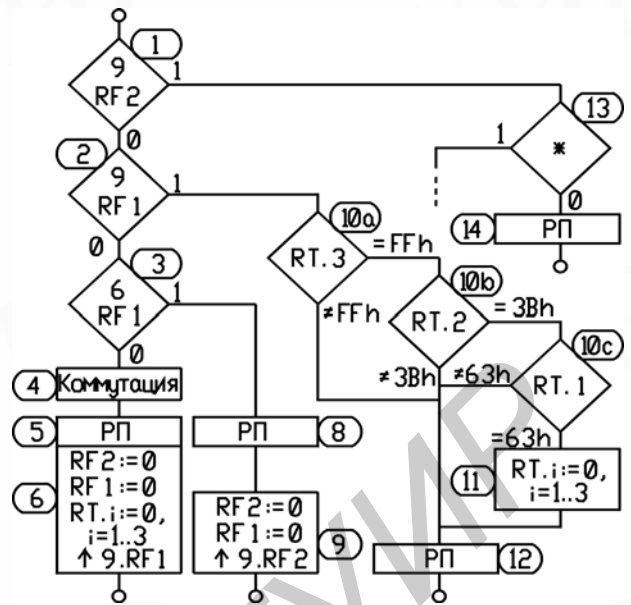 1
9
RF2
1
0
13
*
1
0
14
РП
2
9
RF1
1
0
10a
RT.3
=FFh
≠FFh
10b
RT.2
=3Bh
≠3Bh
10c
RT.1
≠63h
=63h
3
6
RF1
1
0
4
Коммутация
5
РП
6
RF2:=0
RF1:=0
RT.i:=0,
i=1..3
↑ 9.RF1
РП
8
RF2:=0
RF1:=0
↑ 9.RF2
9
11
RT.i:=0,
i=1..3
РП
12